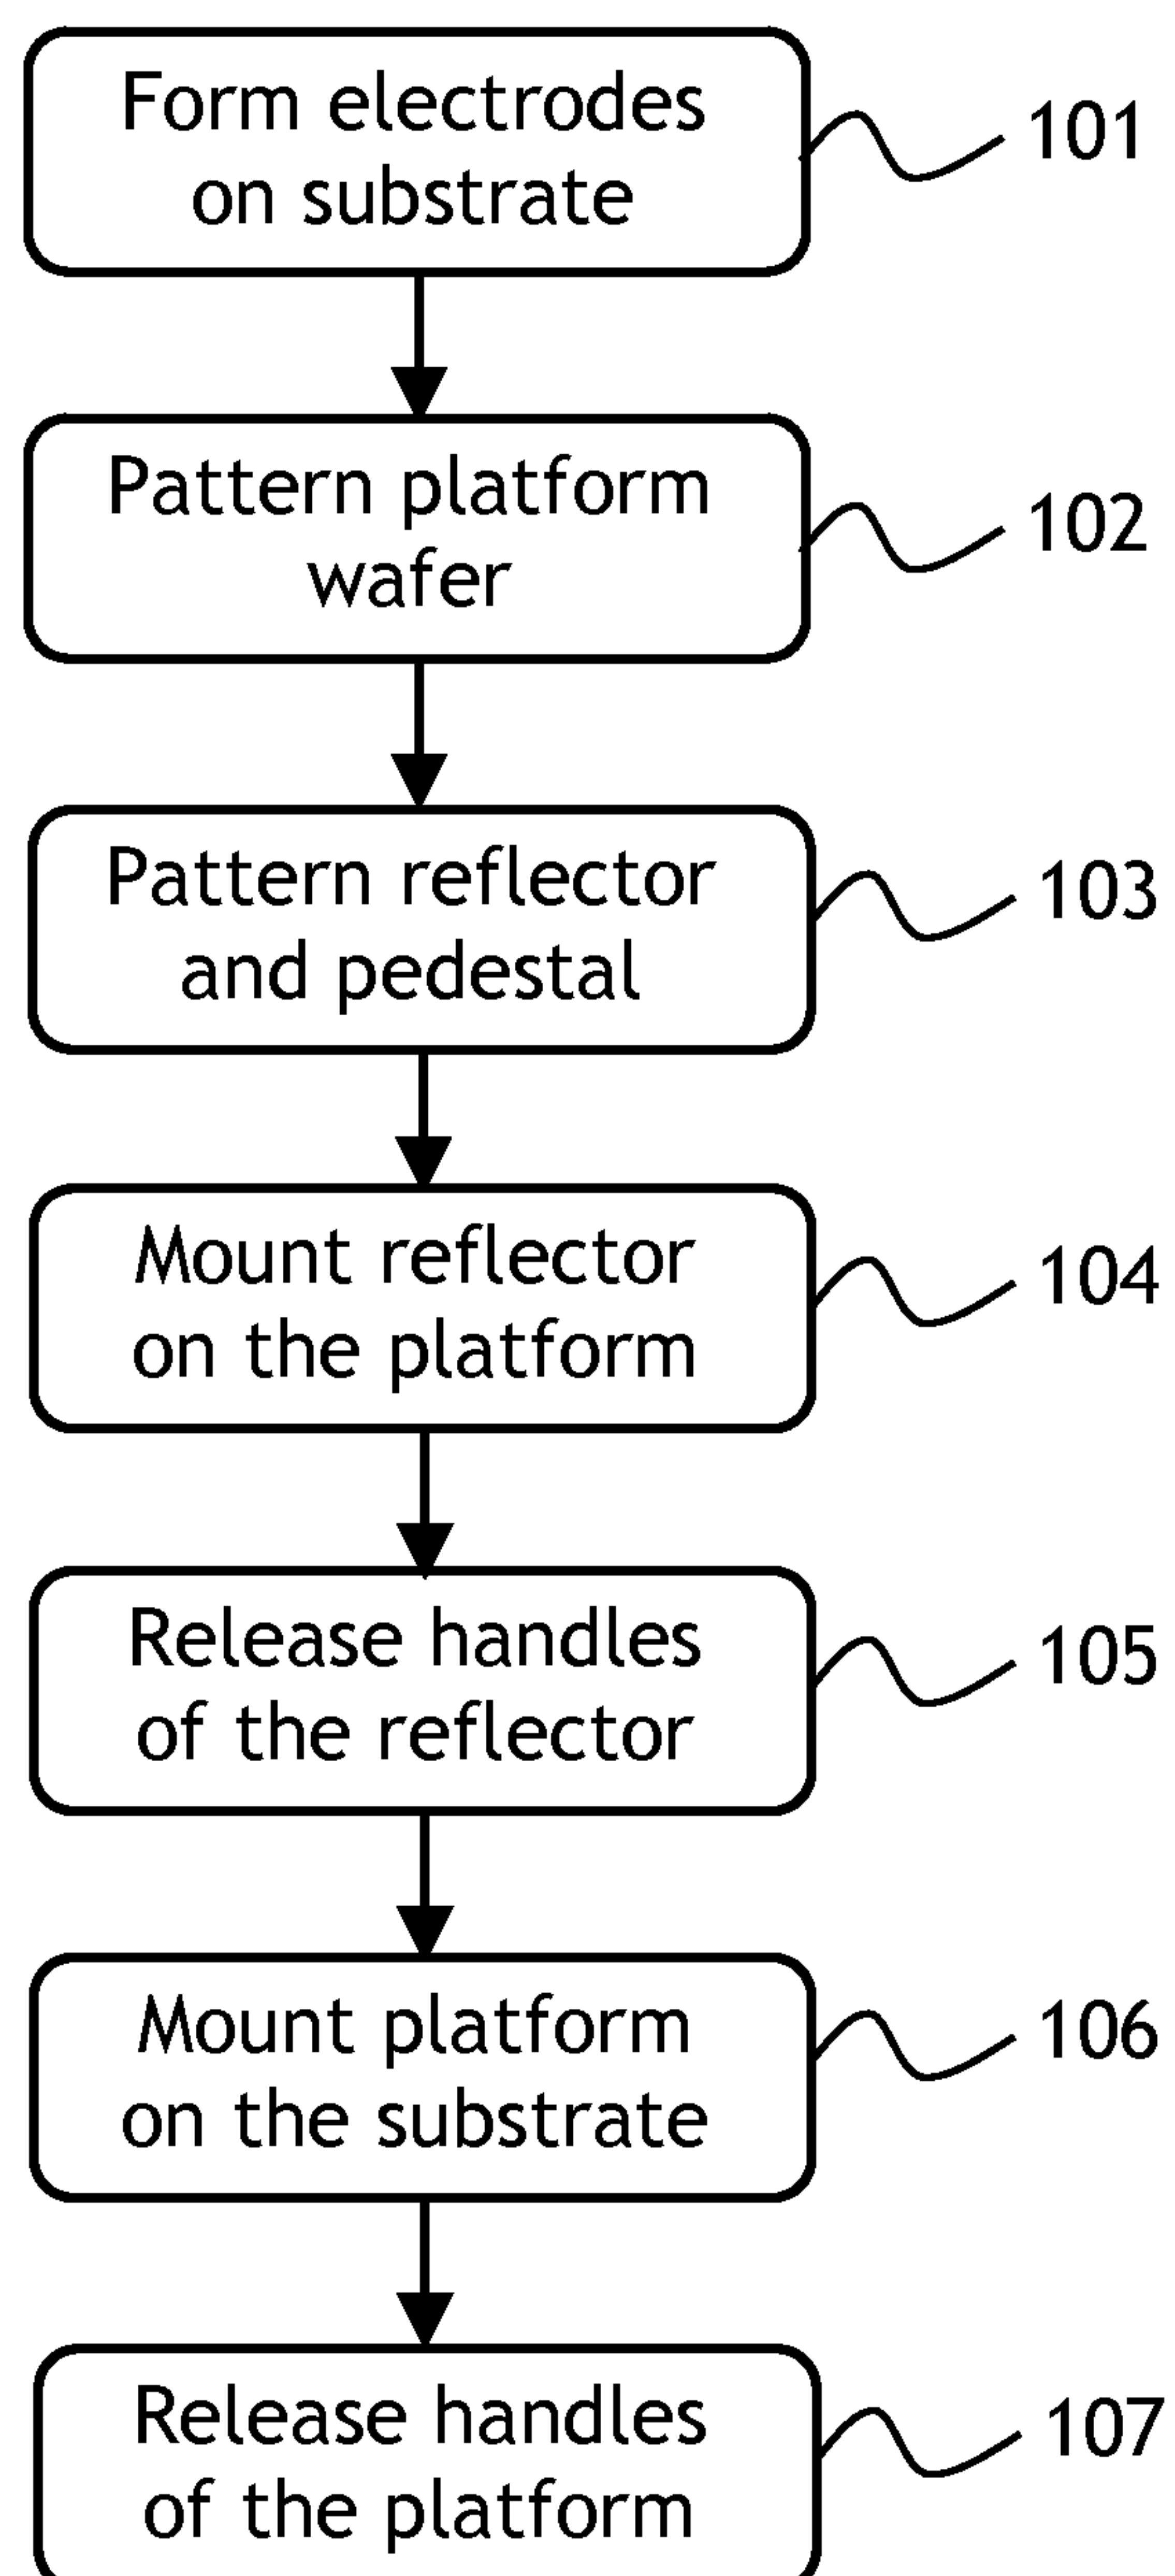 Form electrodes
on substrate
101
Pattern platform
wafer
102
Pattern reflector
and pedestal
103
Mount reflector
on the platform
104
Release handles
of the reflector
105
Mount platform
on the substrate
106
Release handles
of the platform
107